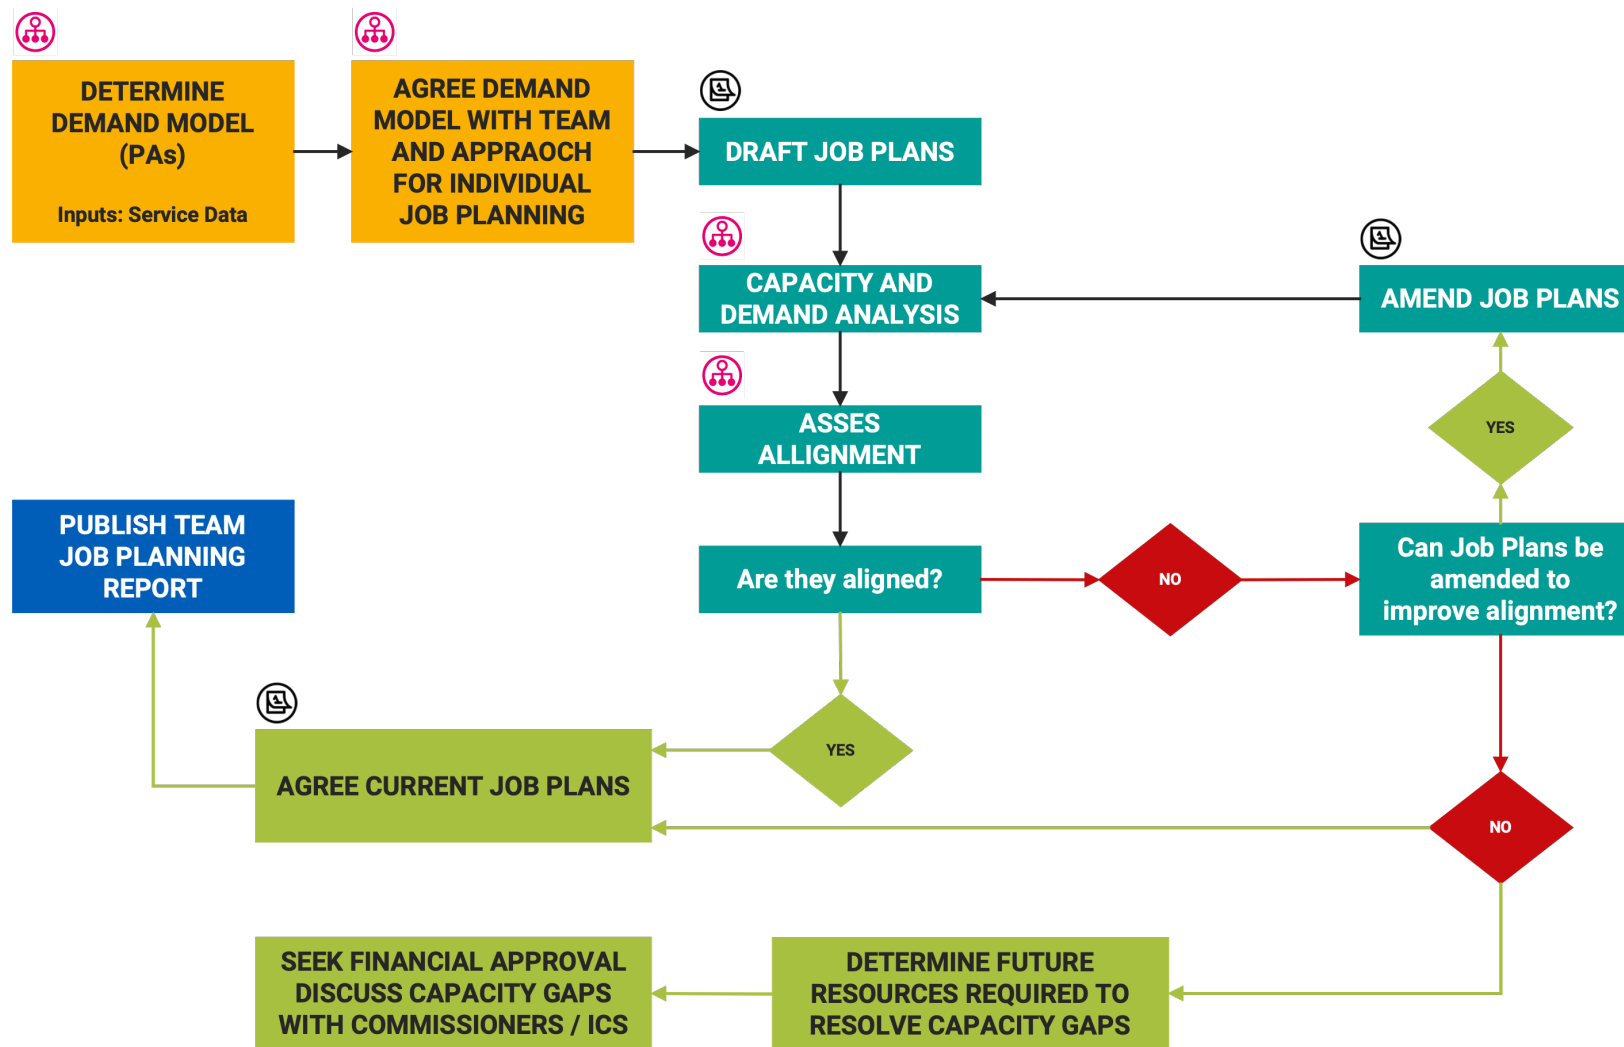 DETERMINE
DEMAND MODEL
(PAs)
Inputs: Service Data
AGREE DEMAND
MODEL WITH TEAM
AND APPRAOCH
FOR INDIVIDUAL
JOB PLANNING
DRAFT JOB PLANS
CAPACITY AND
DEMAND ANALYSIS
AMEND JOB PLANS
ASSES
ALLIGNMENT
YES
PUBLISH TEAM
JOB PLANNING
REPORT
Are they aligned?
NO
Can Job Plans be
amended to
improve alignment?
YES
AGREE CURRENT JOB PLANS
NO
SEEK FINANCIAL APPROVAL
DISCUSS CAPACITY GAPS
WITH COMMISSIONERS / ICS
DETERMINE FUTURE
RESOURCES REQUIRED TO
RESOLVE CAPACITY GAPS